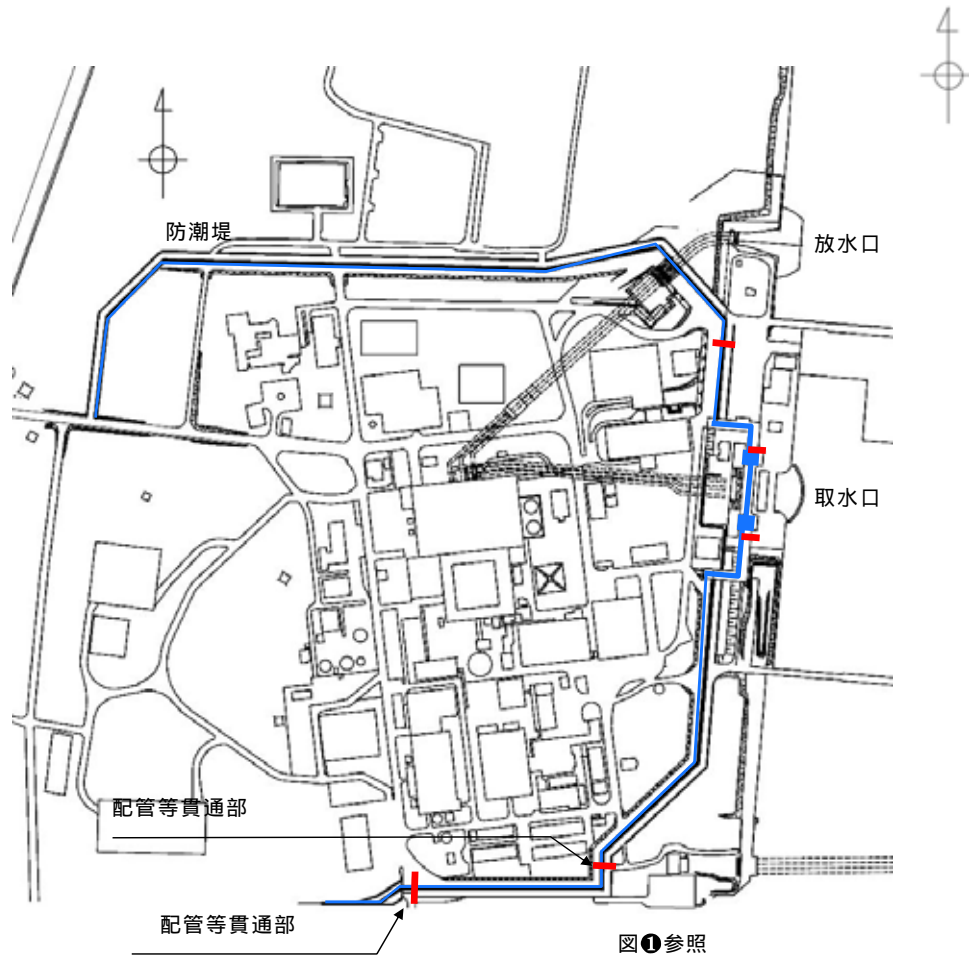 防潮堤
放水口
取水口
配管等貫通部
配管等貫通部
図❶参照